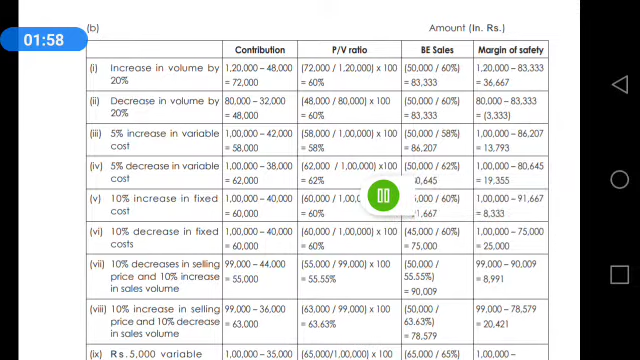 01:58
(b)
Amount (In. Rs.)
Contribution P/V ratio BE Sales Margin of safety
(i) Increase in volume by 20% 1,20,000 – 48,000 = 72,000 (72,000 / 1,20,000) x 100 = 60% (50,000 / 60%) = 83,333 1,20,000 – 83,333 = 36,667
(ii) Decrease in volume by 20% 80,000 – 32,000 = 48,000 (48,000 / 80,000) x 100 = 60% (50,000 / 60%) = 83,333 80,000 – 83,333 = (3,333)
(iii) 5% increase in variable cost 1,00,000 – 42,000 = 58,000 (58,000 / 1,00,000) x 100 = 58% (50,000 / 58%) = 86,207 1,00,000 – 86,207 = 13,793
(iv) 5% decrease in variable cost 1,00,000 – 38,000 = 62,000 (62,000 / 1,00,000) x100 = 62% (50,000 / 62%) 1,00,000 – 80,645 = 19,355
(v) 10% increase in fixed cost 1,00,000 – 40,000 = 60,000 (60,000 / = 60% / 60%) 1,00,000 – 91,667 = 8,333
(vi) 10% decrease in fixed costs 1,00,000 – 40,000 = 60,000 (60,000 / 1,00,000) x 100 = 60% (45,000 / 60%) = 75,000 1,00,000 – 75,000 = 25,000
(vii) 10% decreases in selling price and 10% increase in sales volume 99,000 – 44,000 = 55,000 (55,000 / 99,000) x 100 = 55.55% (50,000 / 55.55%) = 90,009 99,000 – 90,009 = 8,991
(viii) 10% increase in selling price and 10% decrease in sales volume 99,000 – 36,000 = 63,000 (63,000 / 99,000) x 100 = 63.63% (50,000 / 63.63%) = 78,579 99,000 – 78,579 = 20,421
(ix) Rs.5,000 variable 1,00,000 – 35,000 (65,000/1,00,000) x 100 (65,000 / 65%) 1,00,000 –